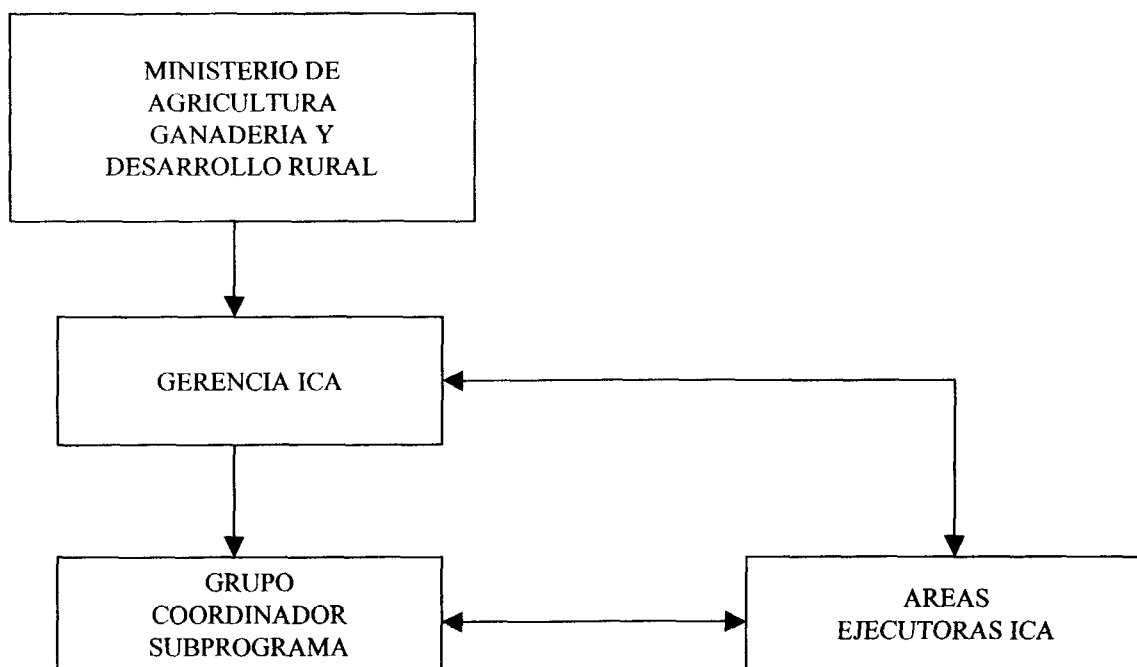 MINISTERIO DE
AGRICULTURA
GANADERIA Y
DESARROLLO RURAL
GERENCIA ICA
GRUPO
COORDINADOR
SUBPROGRAMA
AREAS
EJECUTORAS ICA